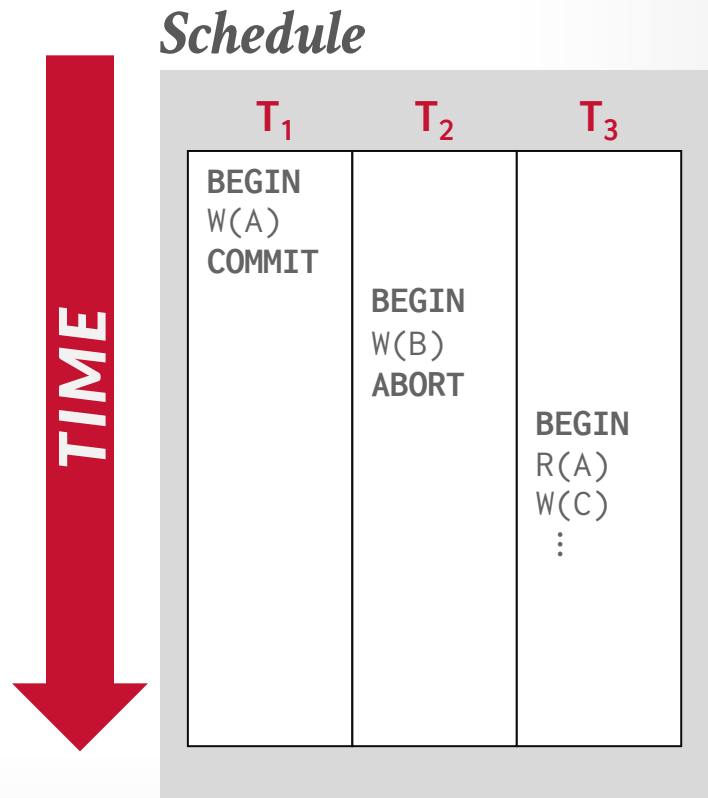 Schedule
TIME
T₁ T₂ T₃
BEGIN
W(A)
COMMIT
BEGIN
W(B)
ABORT
BEGIN
R(A)
W(C)
⋮